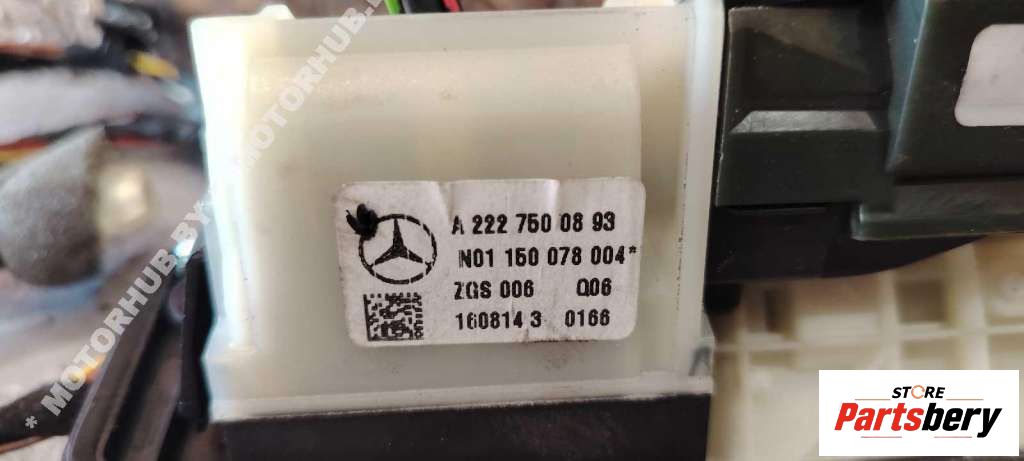 * MOTORHUB.BY * MOTORHUB.BY
A 222 750 08 93
N01 150 078 004*
ZGS 006 Q06
160814 3 0166
STORE
Partsbery